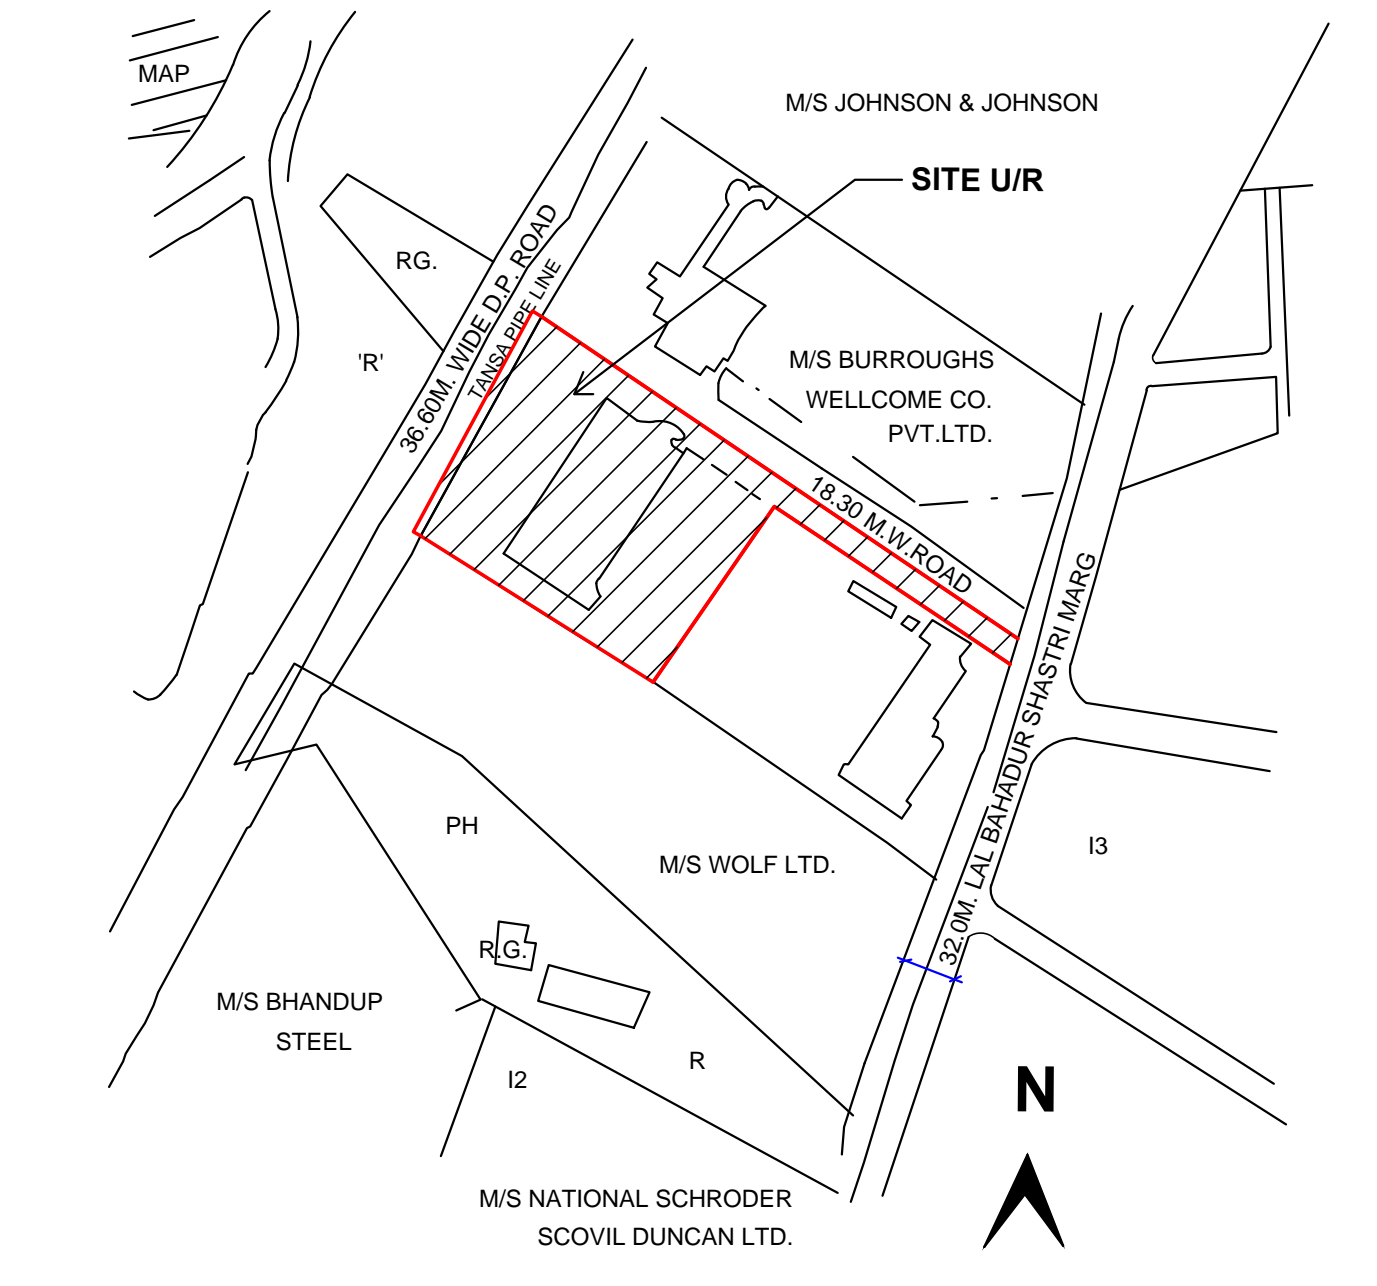 MAP
M/S JOHNSON & JOHNSON
SITE U/R
RG.
36.60M. WIDE D.P. ROAD
TANSA PIPE LINE
'R'
M/S BURROUGHS
WELLCOME CO.
PVT.LTD.
18.30 M.W.ROAD
32.0M. LAL BAHADUR SHASTRI MARG
PH
I3
M/S WOLF LTD.
R.G.
M/S BHANDUP
STEEL
R
I2
N
M/S NATIONAL SCHRODER
SCOVIL DUNCAN LTD.